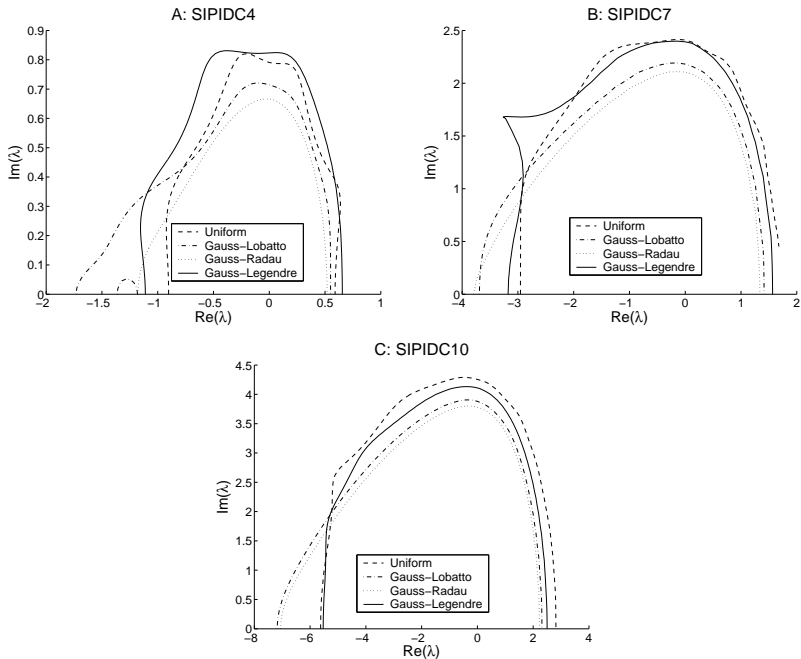 A: SIPIDC4
0.9
0.8
0.7
0.6
0.5
0.4
0.3
0.2
0.1
0
Im(λ)
−2
−1.5
−1
−0.5
0
0.5
1
Re(λ)
Uniform
Gauss−Lobatto
Gauss−Radau
Gauss−Legendre
B: SIPIDC7
2.5
2
1.5
1
0.5
0
Im(λ)
−4
−3
−2
−1
0
1
2
Re(λ)
Uniform
Gauss−Lobatto
Gauss−Radau
Gauss−Legendre
C: SIPIDC10
4.5
4
3.5
3
2.5
2
1.5
1
0.5
0
Im(λ)
−8
−6
−4
−2
0
2
4
Re(λ)
Uniform
Gauss−Lobatto
Gauss−Radau
Gauss−Legendre